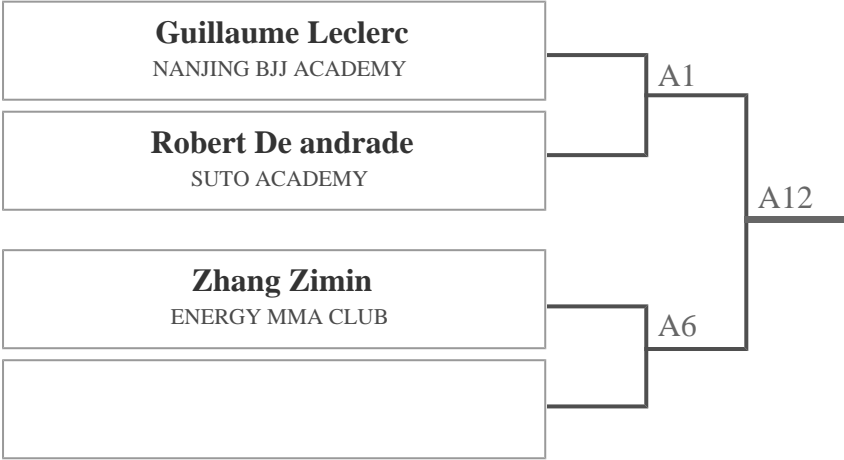 Guillaume Leclerc
NANJING BJJ ACADEMY
A1
Robert De andrade
SUTO ACADEMY
A12
Zhang Zimin
ENERGY MMA CLUB
A6